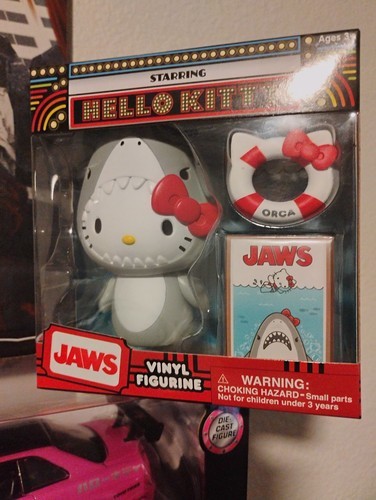 Ages 3+
STARRING
HELLO KITTY
ORCA
JAWS
JAWS
VINYL
FIGURINE
WARNING:
CHOKING HAZARD-Small parts
Not for children under 3 years
DIE-
CAST
FIGURE